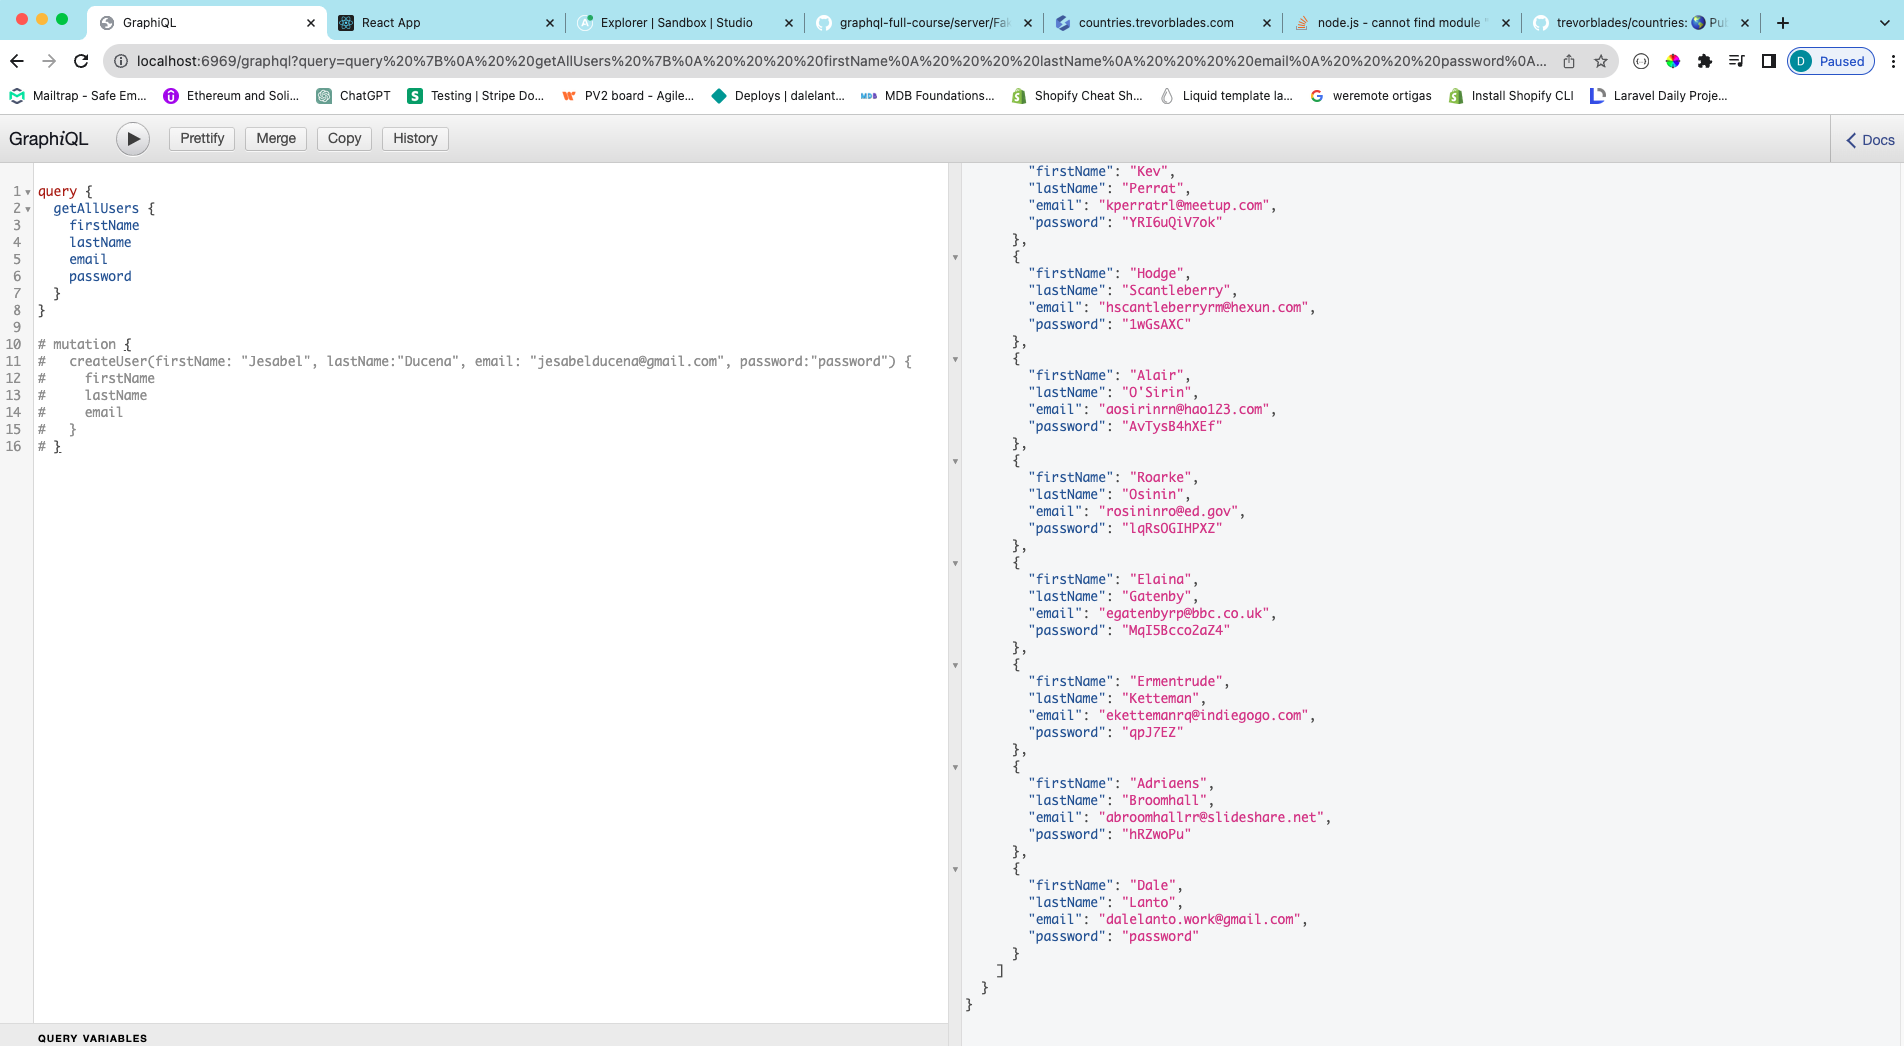 GraphiQL
React App
Explorer | Sandbox | Studio
graphql-full-course/server/Fak
countries.trevorblades.com
node.js - cannot find module "
trevorblades/countries: 🌎 Pu
localhost:6969/graphql?query=query%20%7B%0A%20%20getAllUsers%20%7B%0A%20%20%20%20firstName%0A%20%20%20%20lastName%0A%20%20%20%20email%0A%20%20%20%20password%0A...
D Paused
Mailtrap - Safe Em...
Ethereum and Soli...
ChatGPT
S Testing | Stripe Do...
PV2 board - Agile...
Deploys | dalelant...
MDB MDB Foundations...
Shopify Cheat Sh...
Liquid template la...
G weremote ortigas
Install Shopify CLI
Laravel Daily Proje...
GraphiQL
Prettify
Merge
Copy
History
Docs
1 query {
2 getAllUsers {
3 firstName
4 lastName
5 email
6 password
7 }
8 }
9
10 # mutation {
11 # createUser(firstName: "Jesabel", lastName:"Ducena", email: "jesabelducena@gmail.com", password:"password") {
12 # firstName
13 # lastName
14 # email
15 # }
16 # }
QUERY VARIABLES
"firstName": "Kev",
"lastName": "Perrat",
"email": "kperratrl@meetup.com",
"password": "YRI6uQiV7ok"
},
{
"firstName": "Hodge",
"lastName": "Scantleberry",
"email": "hscantleberryrm@hexun.com",
"password": "1wGsAXC"
},
{
"firstName": "Alair",
"lastName": "O'Sirin",
"email": "aosirinrn@hao123.com",
"password": "AvTysB4hXEf"
},
{
"firstName": "Roarke",
"lastName": "Osinin",
"email": "rosininro@ed.gov",
"password": "lqRsOGIHPXZ"
},
{
"firstName": "Elaina",
"lastName": "Gatenby",
"email": "egatenbyrp@bbc.co.uk",
"password": "MqI5Bcco2aZ4"
},
{
"firstName": "Ermentrude",
"lastName": "Ketteman",
"email": "ekettemanrq@indiegogo.com",
"password": "qpJ7EZ"
},
{
"firstName": "Adriaens",
"lastName": "Broomhall",
"email": "abroomhallrr@slideshare.net",
"password": "hRZwoPu"
},
{
"firstName": "Dale",
"lastName": "Lanto",
"email": "dalelanto.work@gmail.com",
"password": "password"
}
]
}
}